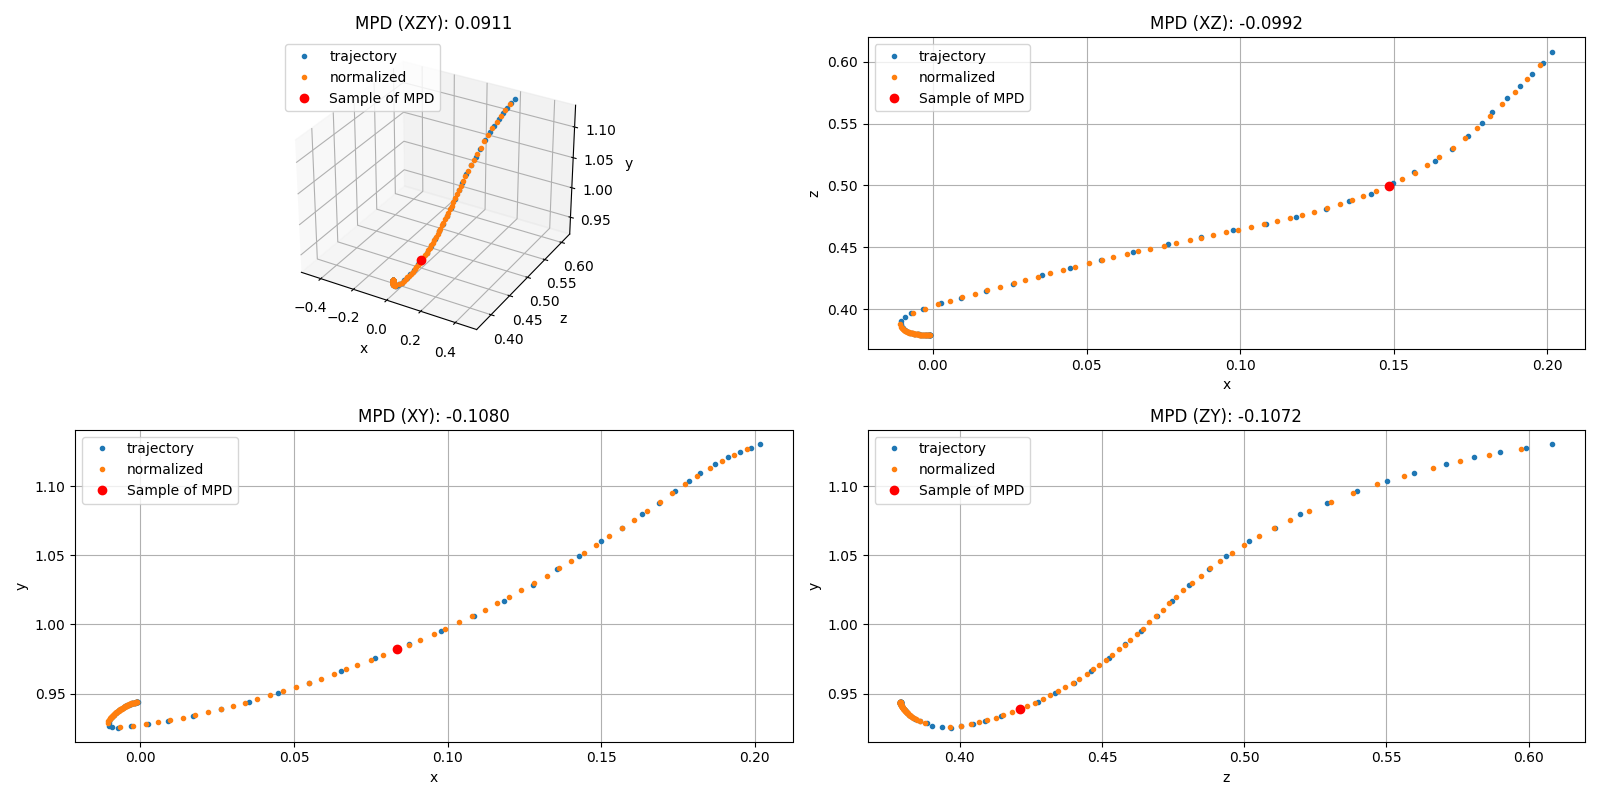 MPD (XZY): 0.0911
trajectory
normalized
Sample of MPD
1.10
1.05
1.00
0.95
y
0.60
0.55
0.50
0.45
0.40
z
−0.4
−0.2
0.0
0.2
0.4
x
MPD (XZ): -0.0992
trajectory
normalized
Sample of MPD
0.60
0.55
0.50
0.45
0.40
z
0.00 0.05 0.10 0.15 0.20
x
MPD (XY): -0.1080
trajectory
normalized
Sample of MPD
1.10
1.05
1.00
0.95
y
0.00 0.05 0.10 0.15 0.20
x
MPD (ZY): -0.1072
trajectory
normalized
Sample of MPD
1.10
1.05
1.00
0.95
y
0.40 0.45 0.50 0.55 0.60
z